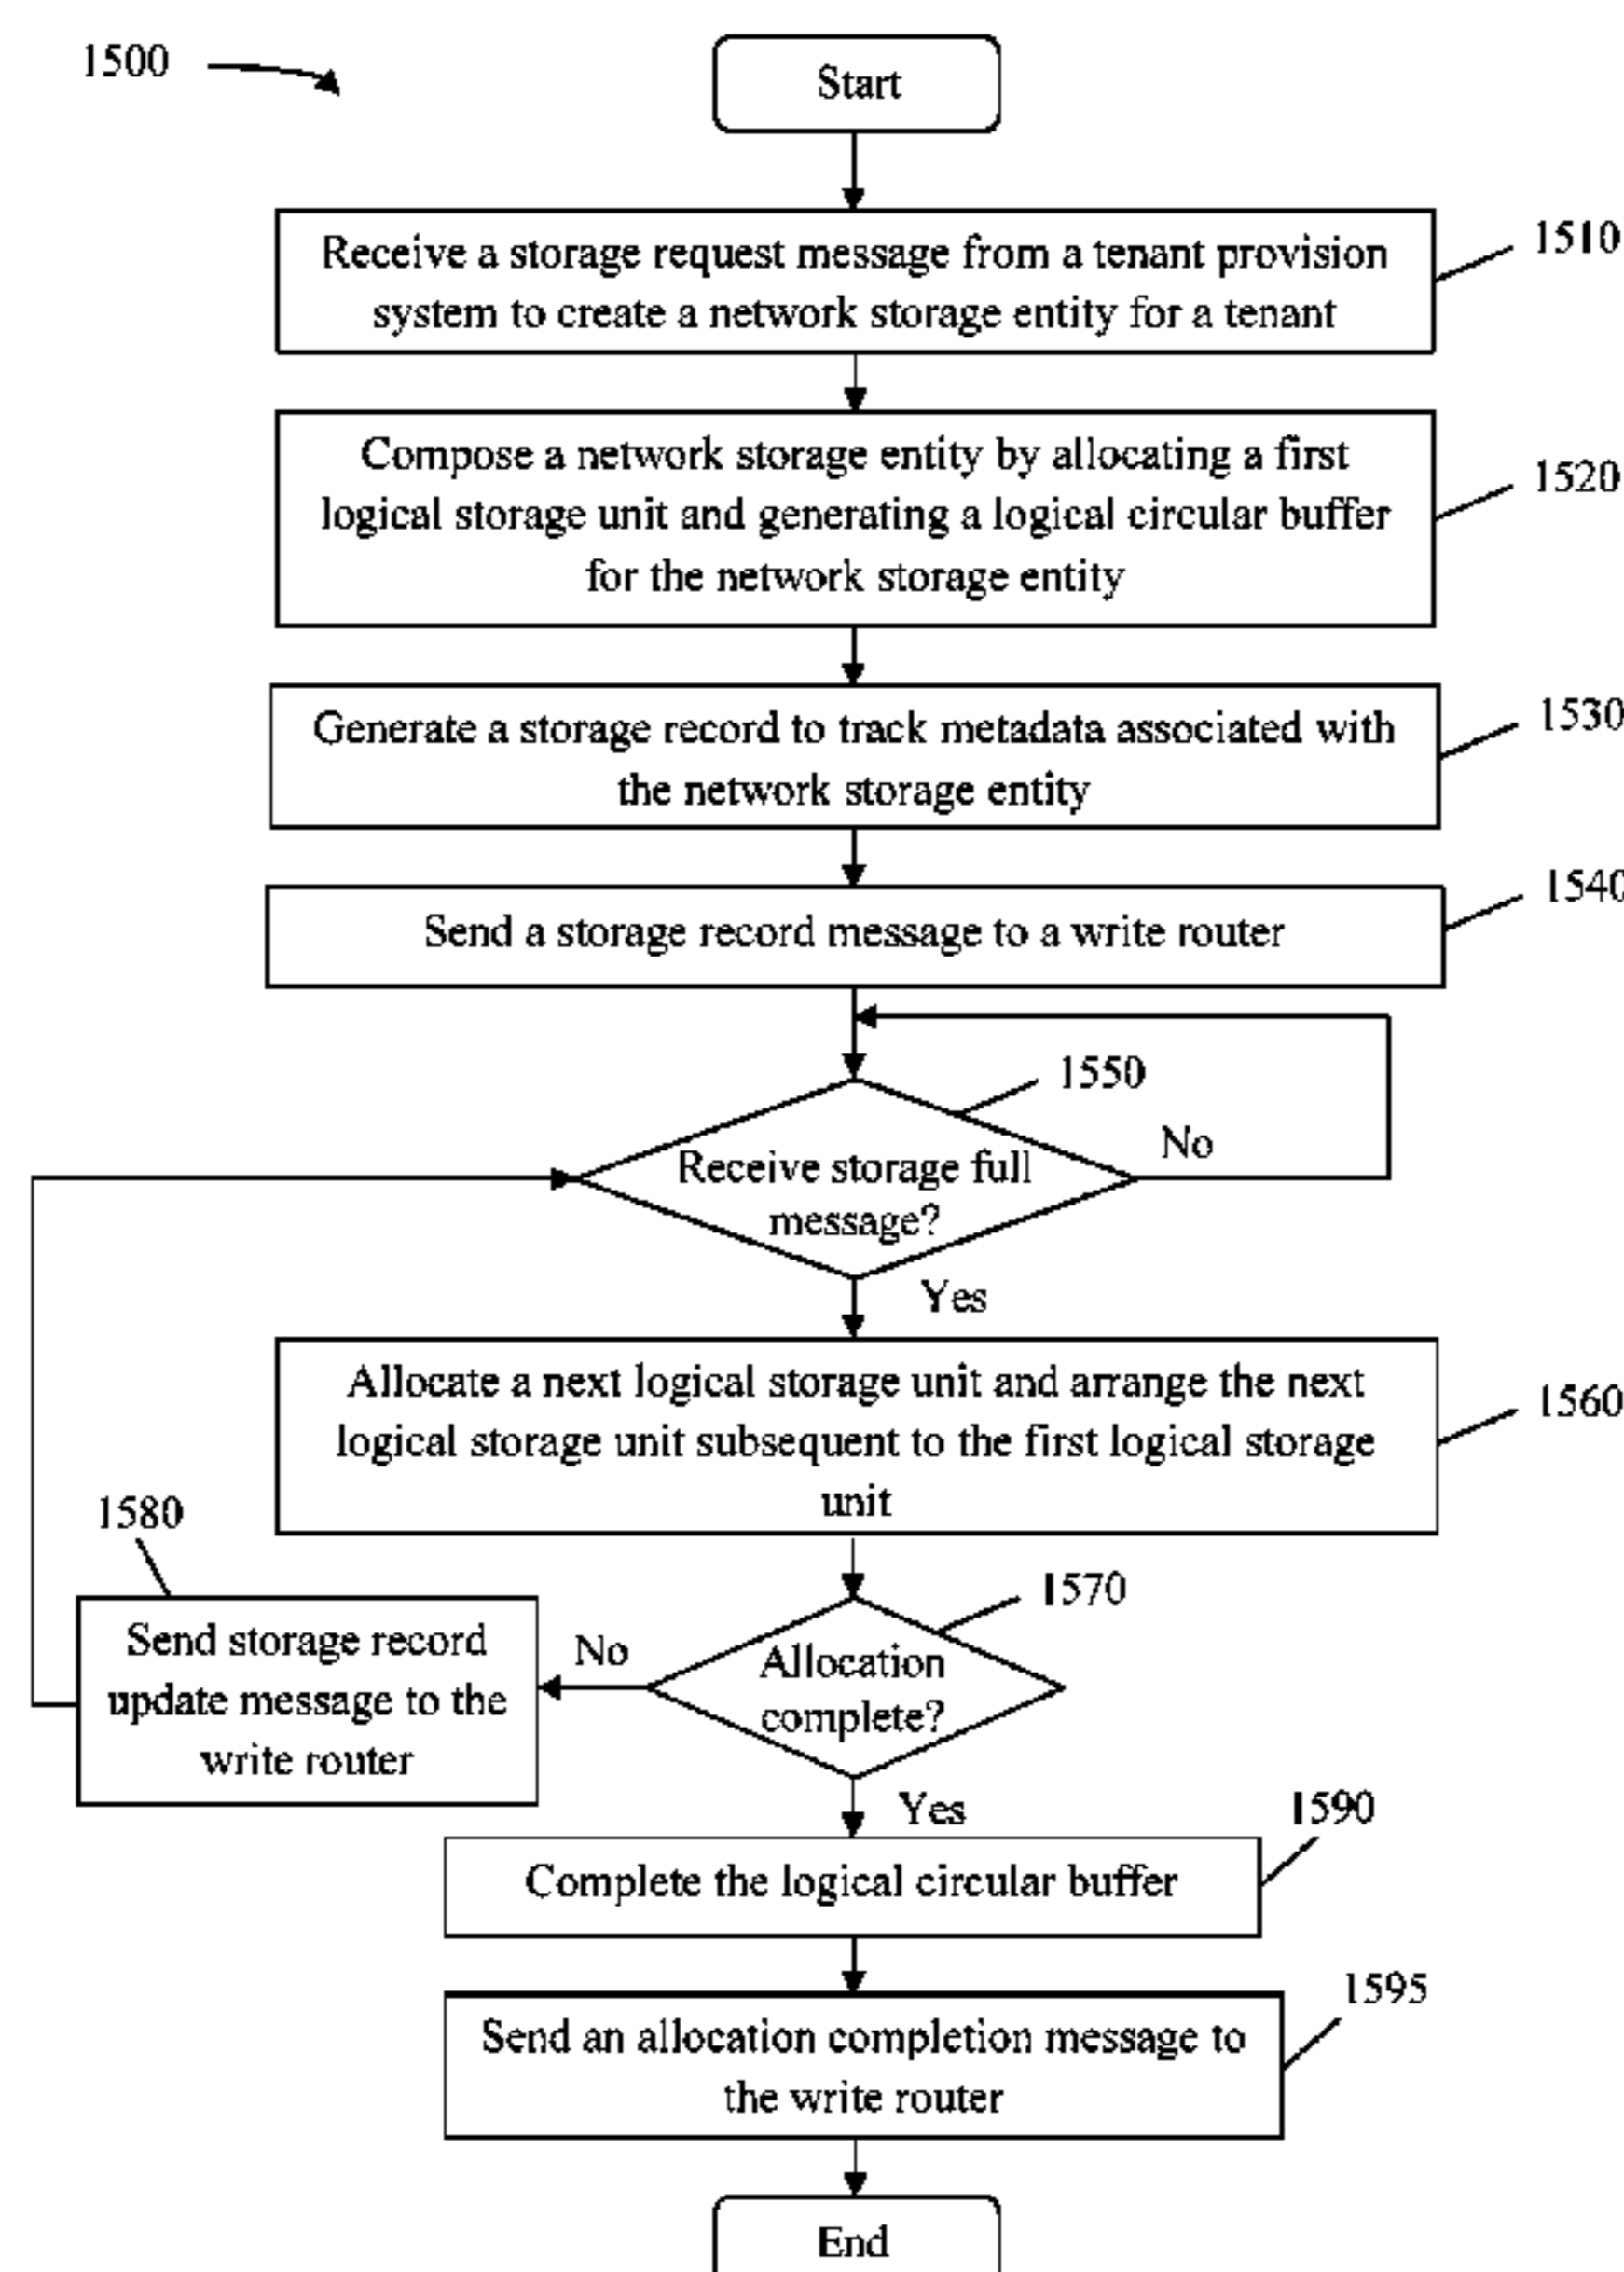 1500
Start
Receive a storage request message from a tenant provision
system to create a network storage entity for a tenant
1510
Compose a network storage entity by allocating a first
logical storage unit and generating a logical circular buffer
for the network storage entity
1520
Generate a storage record to track metadata associated with
the network storage entity
1530
Send a storage record message to a write router
1540
1550
Receive storage full
message?
No
Yes
Allocate a next logical storage unit and arrange the next
logical storage unit subsequent to the first logical storage
unit
1560
1580
Send storage record
update message to the
write router
No
1570
Allocation
complete?
Yes
1590
Complete the logical circular buffer
1595
Send an allocation completion message to
the write router
End